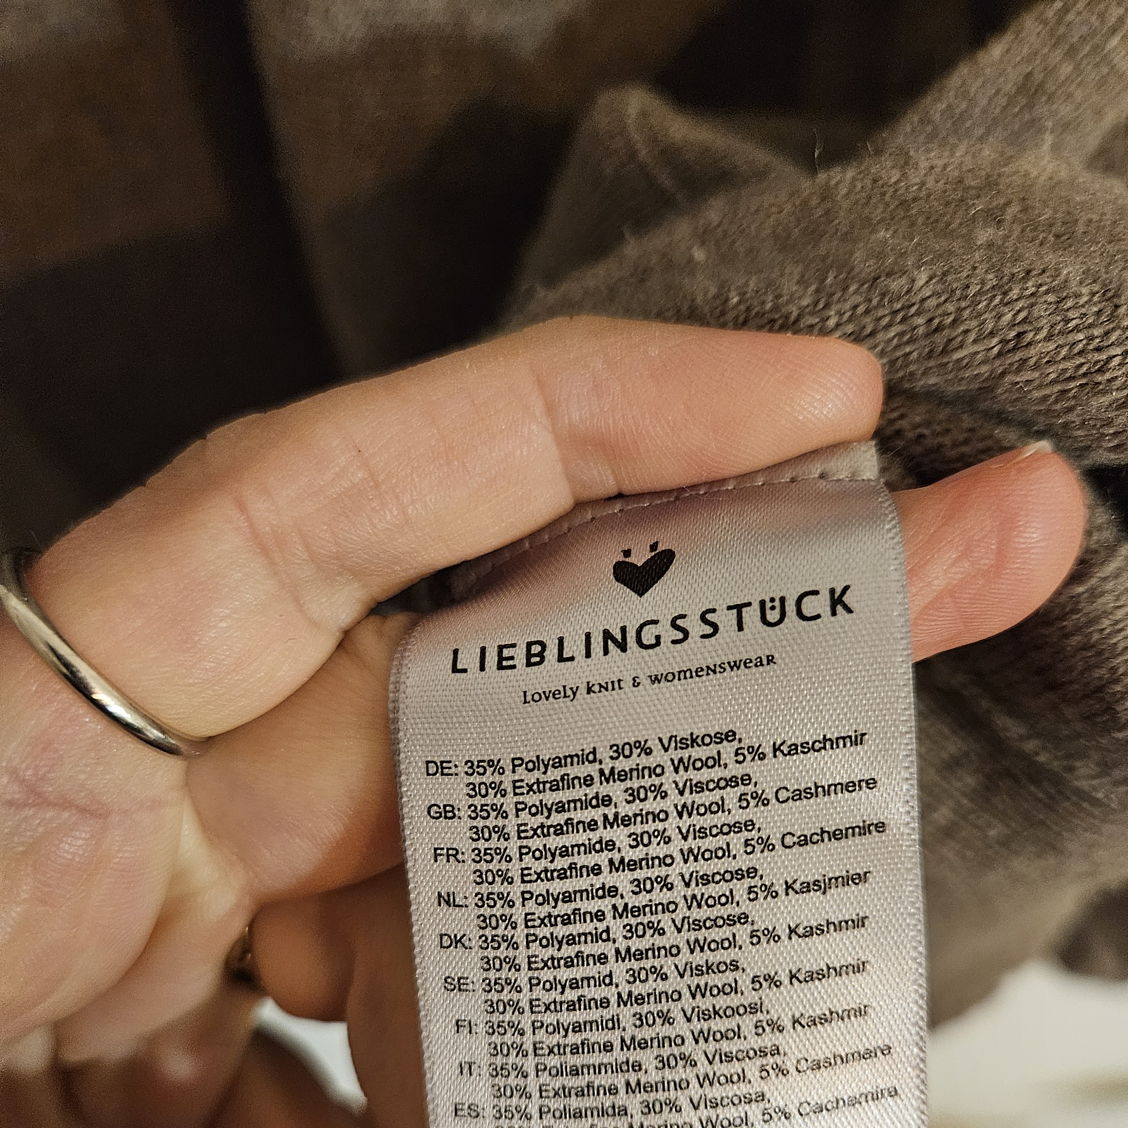 LIEBLINGSSTÜCK
Lovely knit & womenswear
DE: 35% Polyamid, 30% Viskose,
30% Extrafine Merino Wool, 5% Kaschmir
GB: 35% Polyamide, 30% Viscose,
30% Extrafine Merino Wool, 5% Cashmere
FR: 35% Polyamide, 30% Viscose,
30% Extrafine Merino Wool, 5% Cachemire
NL: 35% Polyamide, 30% Viscose,
30% Extrafine Merino Wool, 5% Kasjmier
DK: 35% Polyamid, 30% Viscose,
30% Extrafine Merino Wool, 5% Kashmir
SE: 35% Polyamid, 30% Viskos,
30% Extrafine Merino Wool, 5% Kashmir
FI: 35% Polyamidi, 30% Viskoosi,
30% Extrafine Merino Wool, 5% Kashmir
IT: 35% Poliammide, 30% Viscosa,
30% Extrafine Merino Wool, 5% Cashmere
ES: 35% Poliamida, 30% Viscosa,
Wool, 5% Cachemira